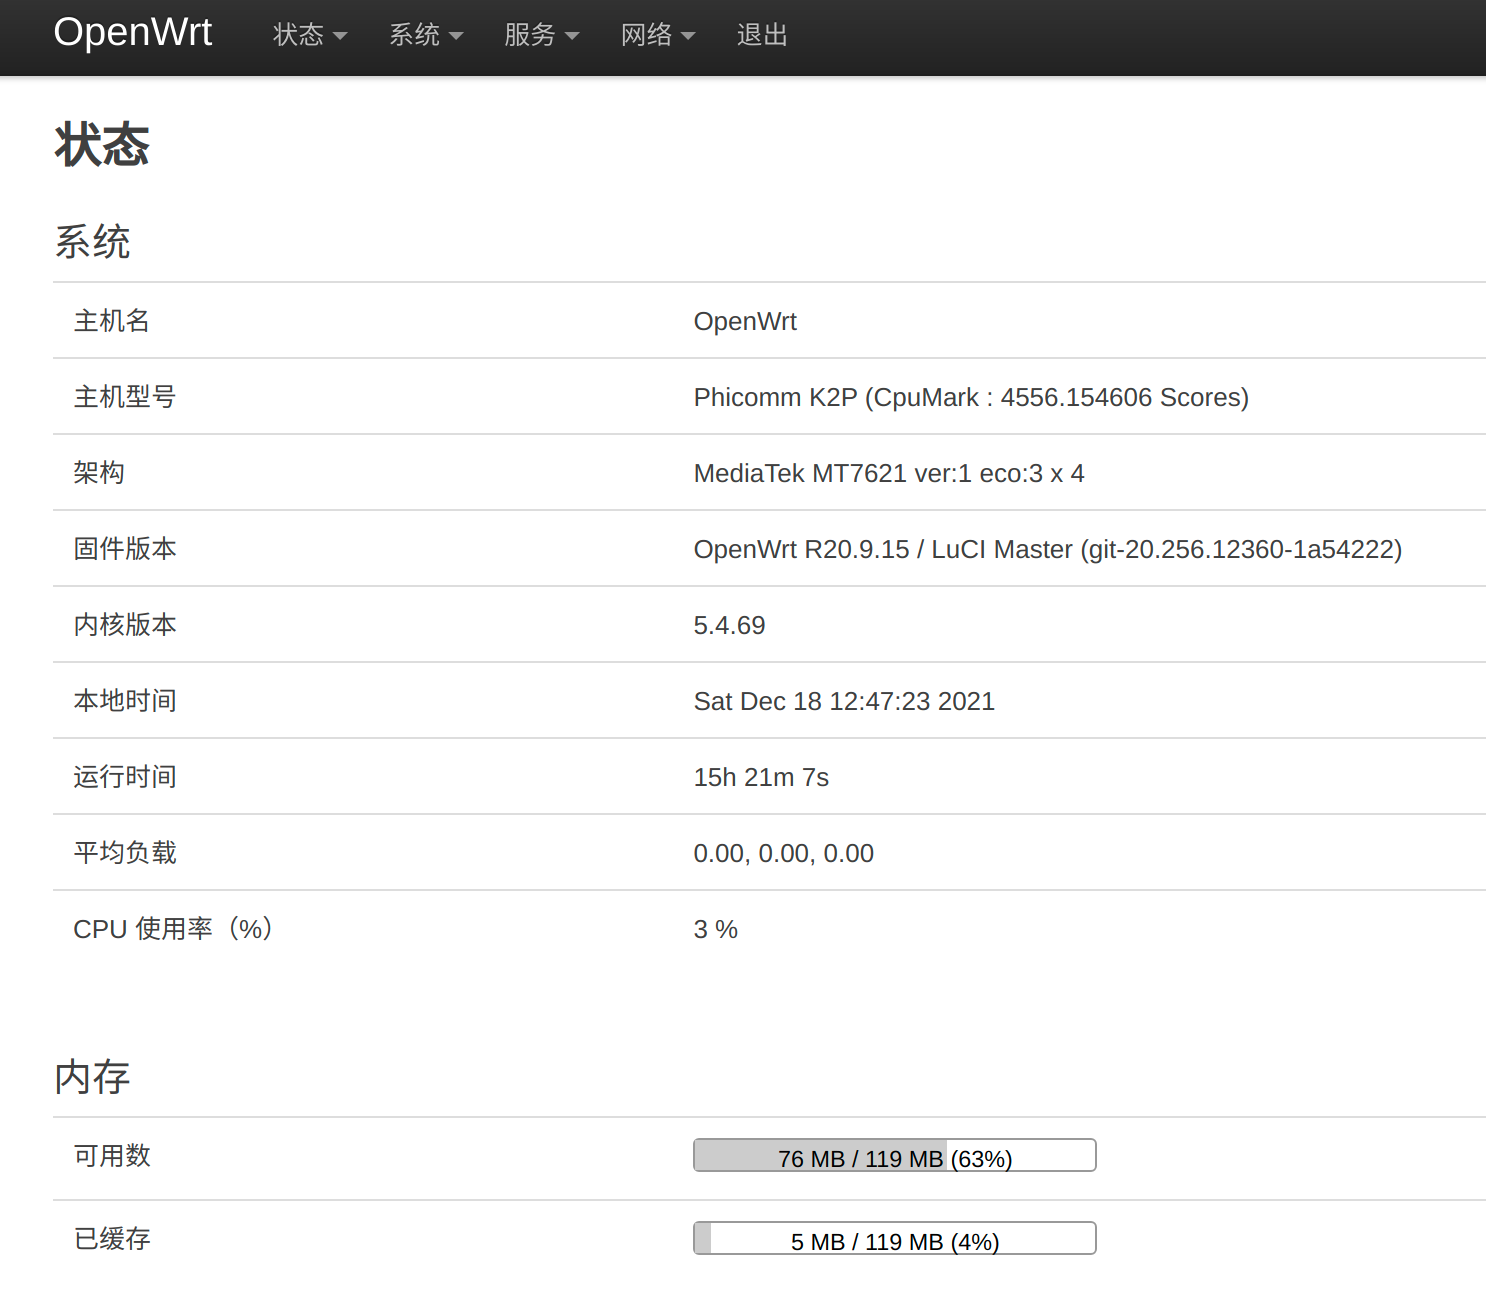 OpenWrt 状态 系统 服务 网络 退出
状态
系统
主机名 OpenWrt
主机型号 Phicomm K2P (CpuMark : 4556.154606 Scores)
架构 MediaTek MT7621 ver:1 eco:3 x 4
固件版本 OpenWrt R20.9.15 / LuCI Master (git-20.256.12360-1a54222)
内核版本 5.4.69
本地时间 Sat Dec 18 12:47:23 2021
运行时间 15h 21m 7s
平均负载 0.00, 0.00, 0.00
CPU 使用率（%） 3 %
内存
可用数 76 MB / 119 MB (63%)
已缓存 5 MB / 119 MB (4%)